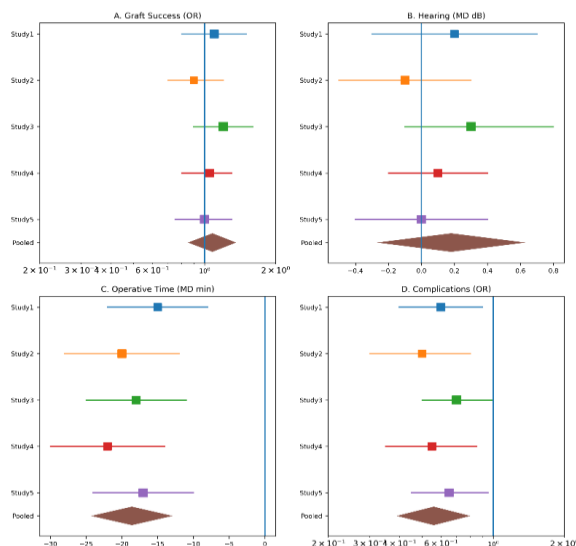 A. Graft Success (OR)
Study1
Study2
Study3
Study4
Study5
Pooled
2 × 10⁻¹ 3 × 10⁻¹ 4 × 10⁻¹ 6 × 10⁻¹ 10⁰ 2 × 10⁰
B. Hearing (MD dB)
Study1
Study2
Study3
Study4
Study5
Pooled
−0.4 −0.2 0.0 0.2 0.4 0.6 0.8
C. Operative Time (MD min)
Study1
Study2
Study3
Study4
Study5
Pooled
−30 −25 −20 −15 −10 −5 0
D. Complications (OR)
Study1
Study2
Study3
Study4
Study5
Pooled
2 × 10⁻¹ 3 × 10⁻¹ 4 × 10⁻¹ 6 × 10⁻¹ 10⁰ 2 × 10⁰